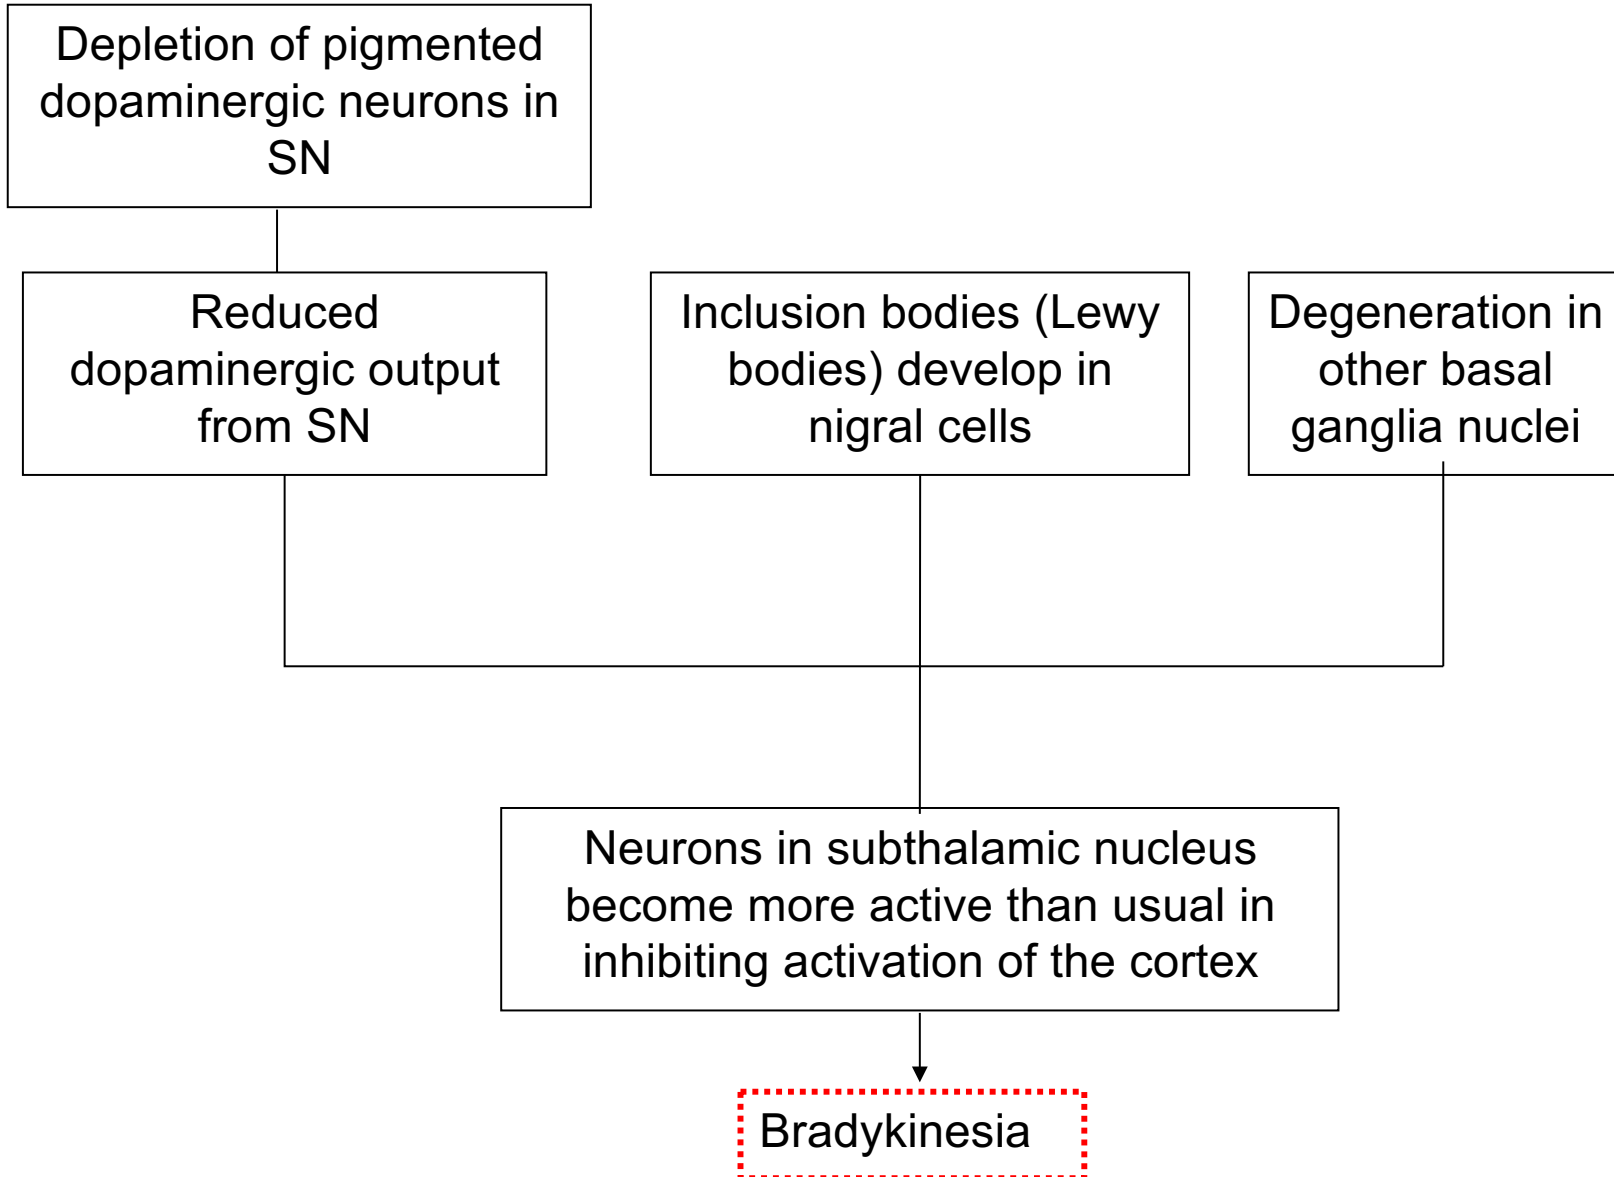 Depletion of pigmented
dopaminergic neurons in
SN
Reduced
dopaminergic output
from SN
Inclusion bodies (Lewy
bodies) develop in
nigral cells
Degeneration in
other basal
ganglia nuclei
Neurons in subthalamic nucleus
become more active than usual in
inhibiting activation of the cortex
Bradykinesia